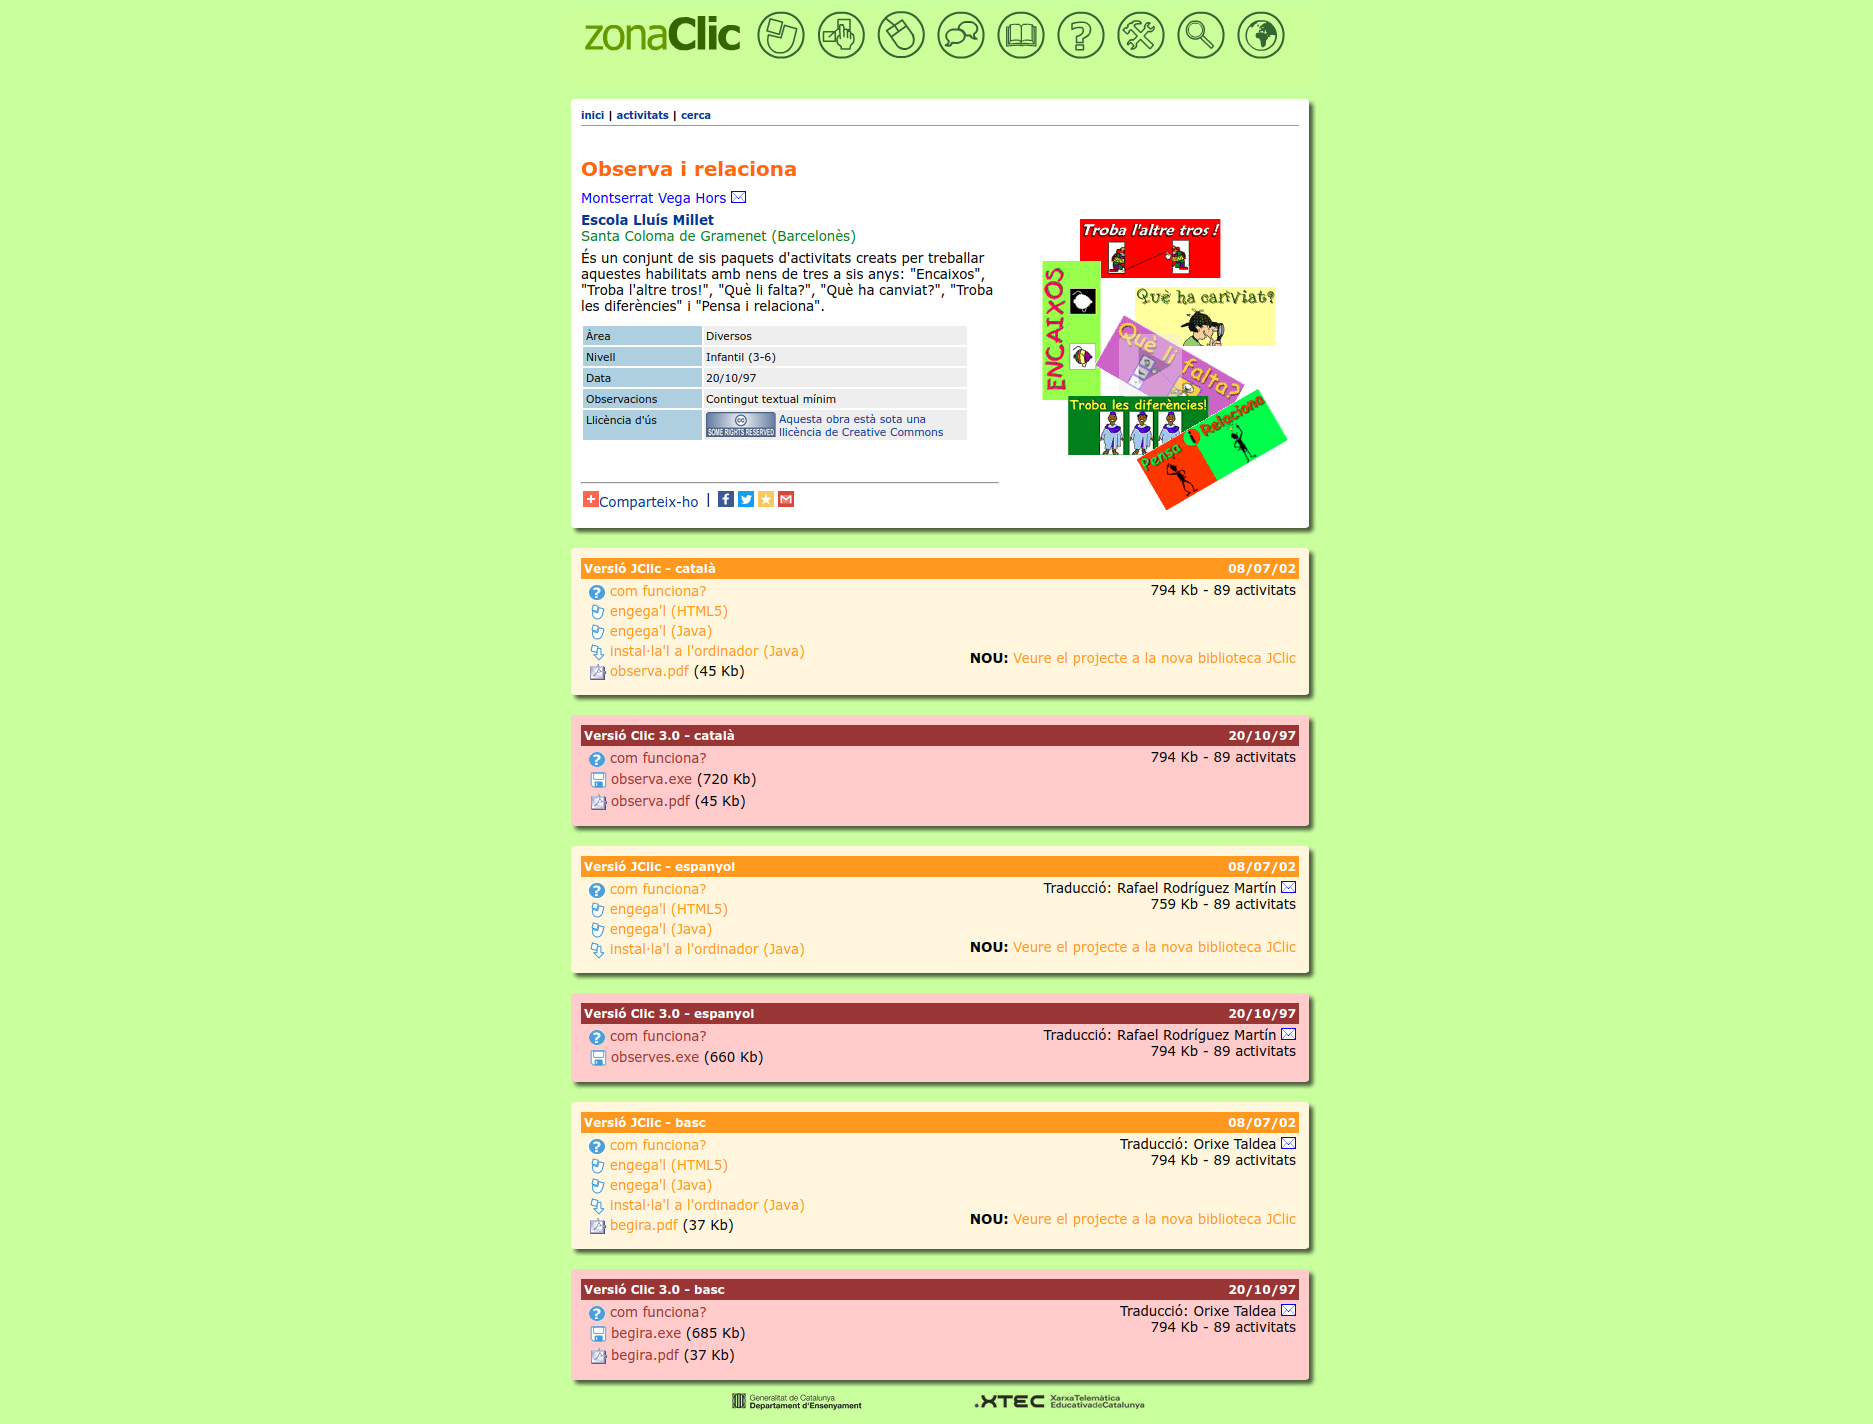 zonaClic
inici | activitats | cerca
Observa i relaciona
Montserrat Vega Hors
Escola Lluís Millet
Santa Coloma de Gramenet (Barcelonès)
És un conjunt de sis paquets d'activitats creats per treballar
aquestes habilitats amb nens de tres a sis anys: "Encaixos",
"Troba l'altre tros!", "Què li falta?", "Què ha canviat?", "Troba
les diferències" i "Pensa i relaciona".
Àrea Diversos
Nivell Infantil (3-6)
Data 20/10/97
Observacions Contingut textual mínim
Llicència d'ús
SOME RIGHTS RESERVED
Aquesta obra està sota una
llicència de Creative Commons
Comparteix-ho |
Troba l'altre tros !
ENCAIXOS
Què ha canviat?
Què li falta?
Troba les diferències!
Pensa i Relaciona
Versió JClic - català 08/07/02
com funciona? 794 Kb - 89 activitats
engega'l (HTML5)
engega'l (Java)
instal·la'l a l'ordinador (Java)
NOU: Veure el projecte a la nova biblioteca JClic
observa.pdf (45 Kb)
Versió Clic 3.0 - català 20/10/97
com funciona? 794 Kb - 89 activitats
observa.exe (720 Kb)
observa.pdf (45 Kb)
Versió JClic - espanyol 08/07/02
com funciona? Traducció: Rafael Rodríguez Martín
759 Kb - 89 activitats
engega'l (HTML5)
engega'l (Java)
instal·la'l a l'ordinador (Java) NOU: Veure el projecte a la nova biblioteca JClic
Versió Clic 3.0 - espanyol 20/10/97
com funciona? Traducció: Rafael Rodríguez Martín
794 Kb - 89 activitats
observes.exe (660 Kb)
Versió JClic - basc 08/07/02
com funciona? Traducció: Orixe Taldea
794 Kb - 89 activitats
engega'l (HTML5)
engega'l (Java)
instal·la'l a l'ordinador (Java)
NOU: Veure el projecte a la nova biblioteca JClic
begira.pdf (37 Kb)
Versió Clic 3.0 - basc 20/10/97
com funciona? Traducció: Orixe Taldea
794 Kb - 89 activitats
begira.exe (685 Kb)
begira.pdf (37 Kb)
Generalitat de Catalunya
Departament d'Ensenyament
.XTEC XarxaTelemàtica
EducativadeCatalunya